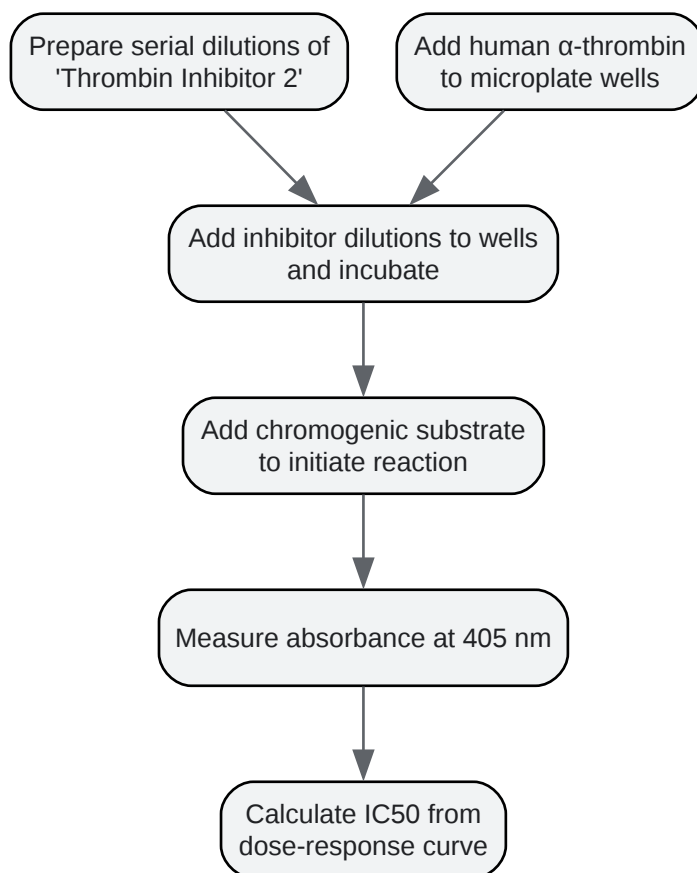 Prepare serial dilutions of
'Thrombin Inhibitor 2'
Add human α-thrombin
to microplate wells
Add inhibitor dilutions to wells
and incubate
Add chromogenic substrate
to initiate reaction
Measure absorbance at 405 nm
Calculate IC50 from
dose-response curve